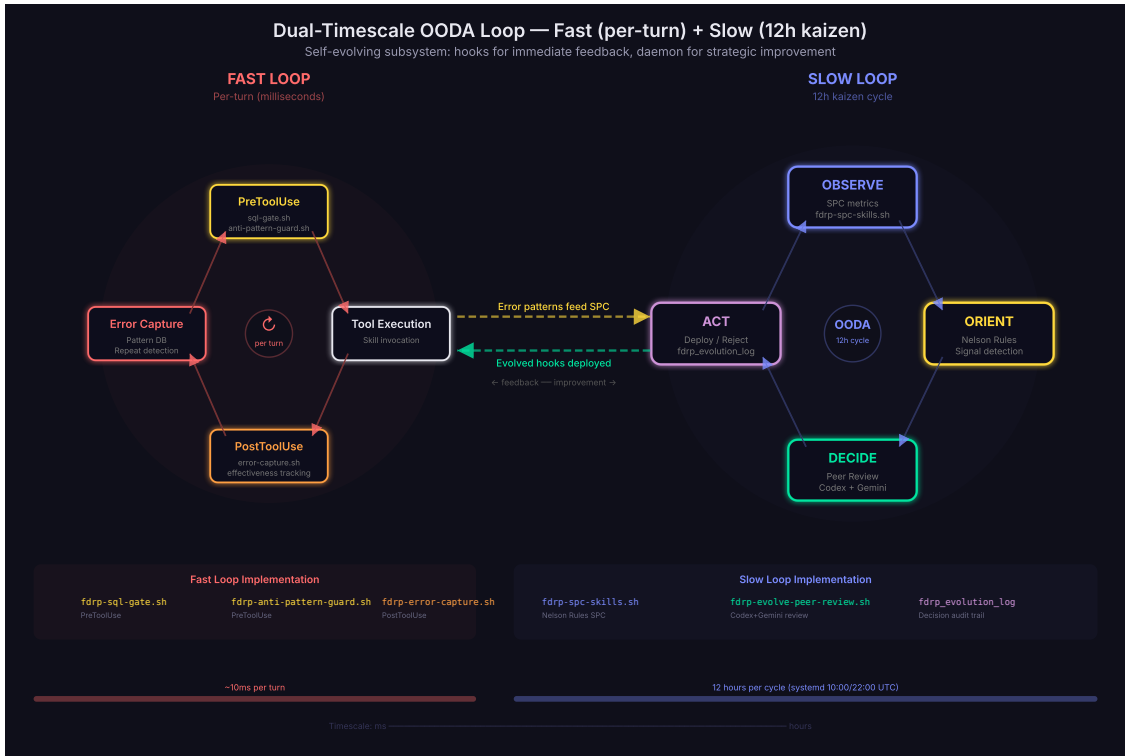 Dual-Timescale OODA Loop — Fast (per-turn) + Slow (12h kaizen)
Self-evolving subsystem: hooks for immediate feedback, daemon for strategic improvement
FAST LOOP
Per-turn (milliseconds)
SLOW LOOP
12h kaizen cycle
PreToolUse
sql-gate.sh
anti-pattern-guard.sh
Error Capture
Pattern DB
Repeat detection
↻
per turn
Tool Execution
Skill invocation
PostToolUse
error-capture.sh
effectiveness tracking
Error patterns feed SPC
Evolved hooks deployed
← feedback — improvement →
OBSERVE
SPC metrics
fdrp-spc-skills.sh
ACT
Deploy / Reject
fdrp_evolution_log
OODA
12h cycle
ORIENT
Nelson Rules
Signal detection
DECIDE
Peer Review
Codex + Gemini
Fast Loop Implementation
fdrp-sql-gate.sh
PreToolUse
fdrp-anti-pattern-guard.sh
PreToolUse
fdrp-error-capture.sh
PostToolUse
Slow Loop Implementation
fdrp-spc-skills.sh
Nelson Rules SPC
fdrp-evolve-peer-review.sh
Codex+Gemini review
fdrp_evolution_log
Decision audit trail
~10ms per turn
12 hours per cycle (systemd 10:00/22:00 UTC)
Timescale: ms ——— hours